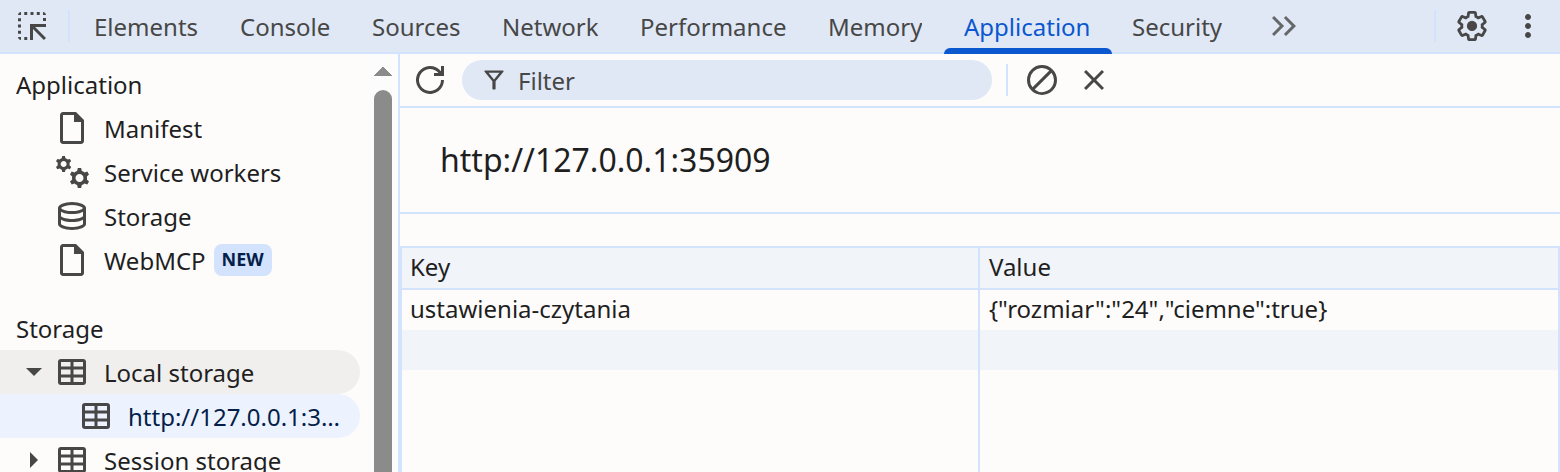 Elements Console Sources Network Performance Memory Application Security
Application
Manifest
Service workers
Storage
WebMCP NEW
Storage
Local storage
http://127.0.0.1:3...
Session storage
Filter
http://127.0.0.1:35909
Key Value
ustawienia-czytania {"rozmiar":"24","ciemne":true}